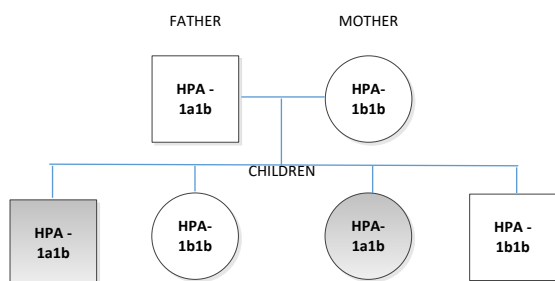 FATHER MOTHER
HPA -
1a1b
HPA-
1b1b
CHILDREN
HPA -
1a1b
HPA-
1b1b
HPA-
1a1b
HPA -
1b1b